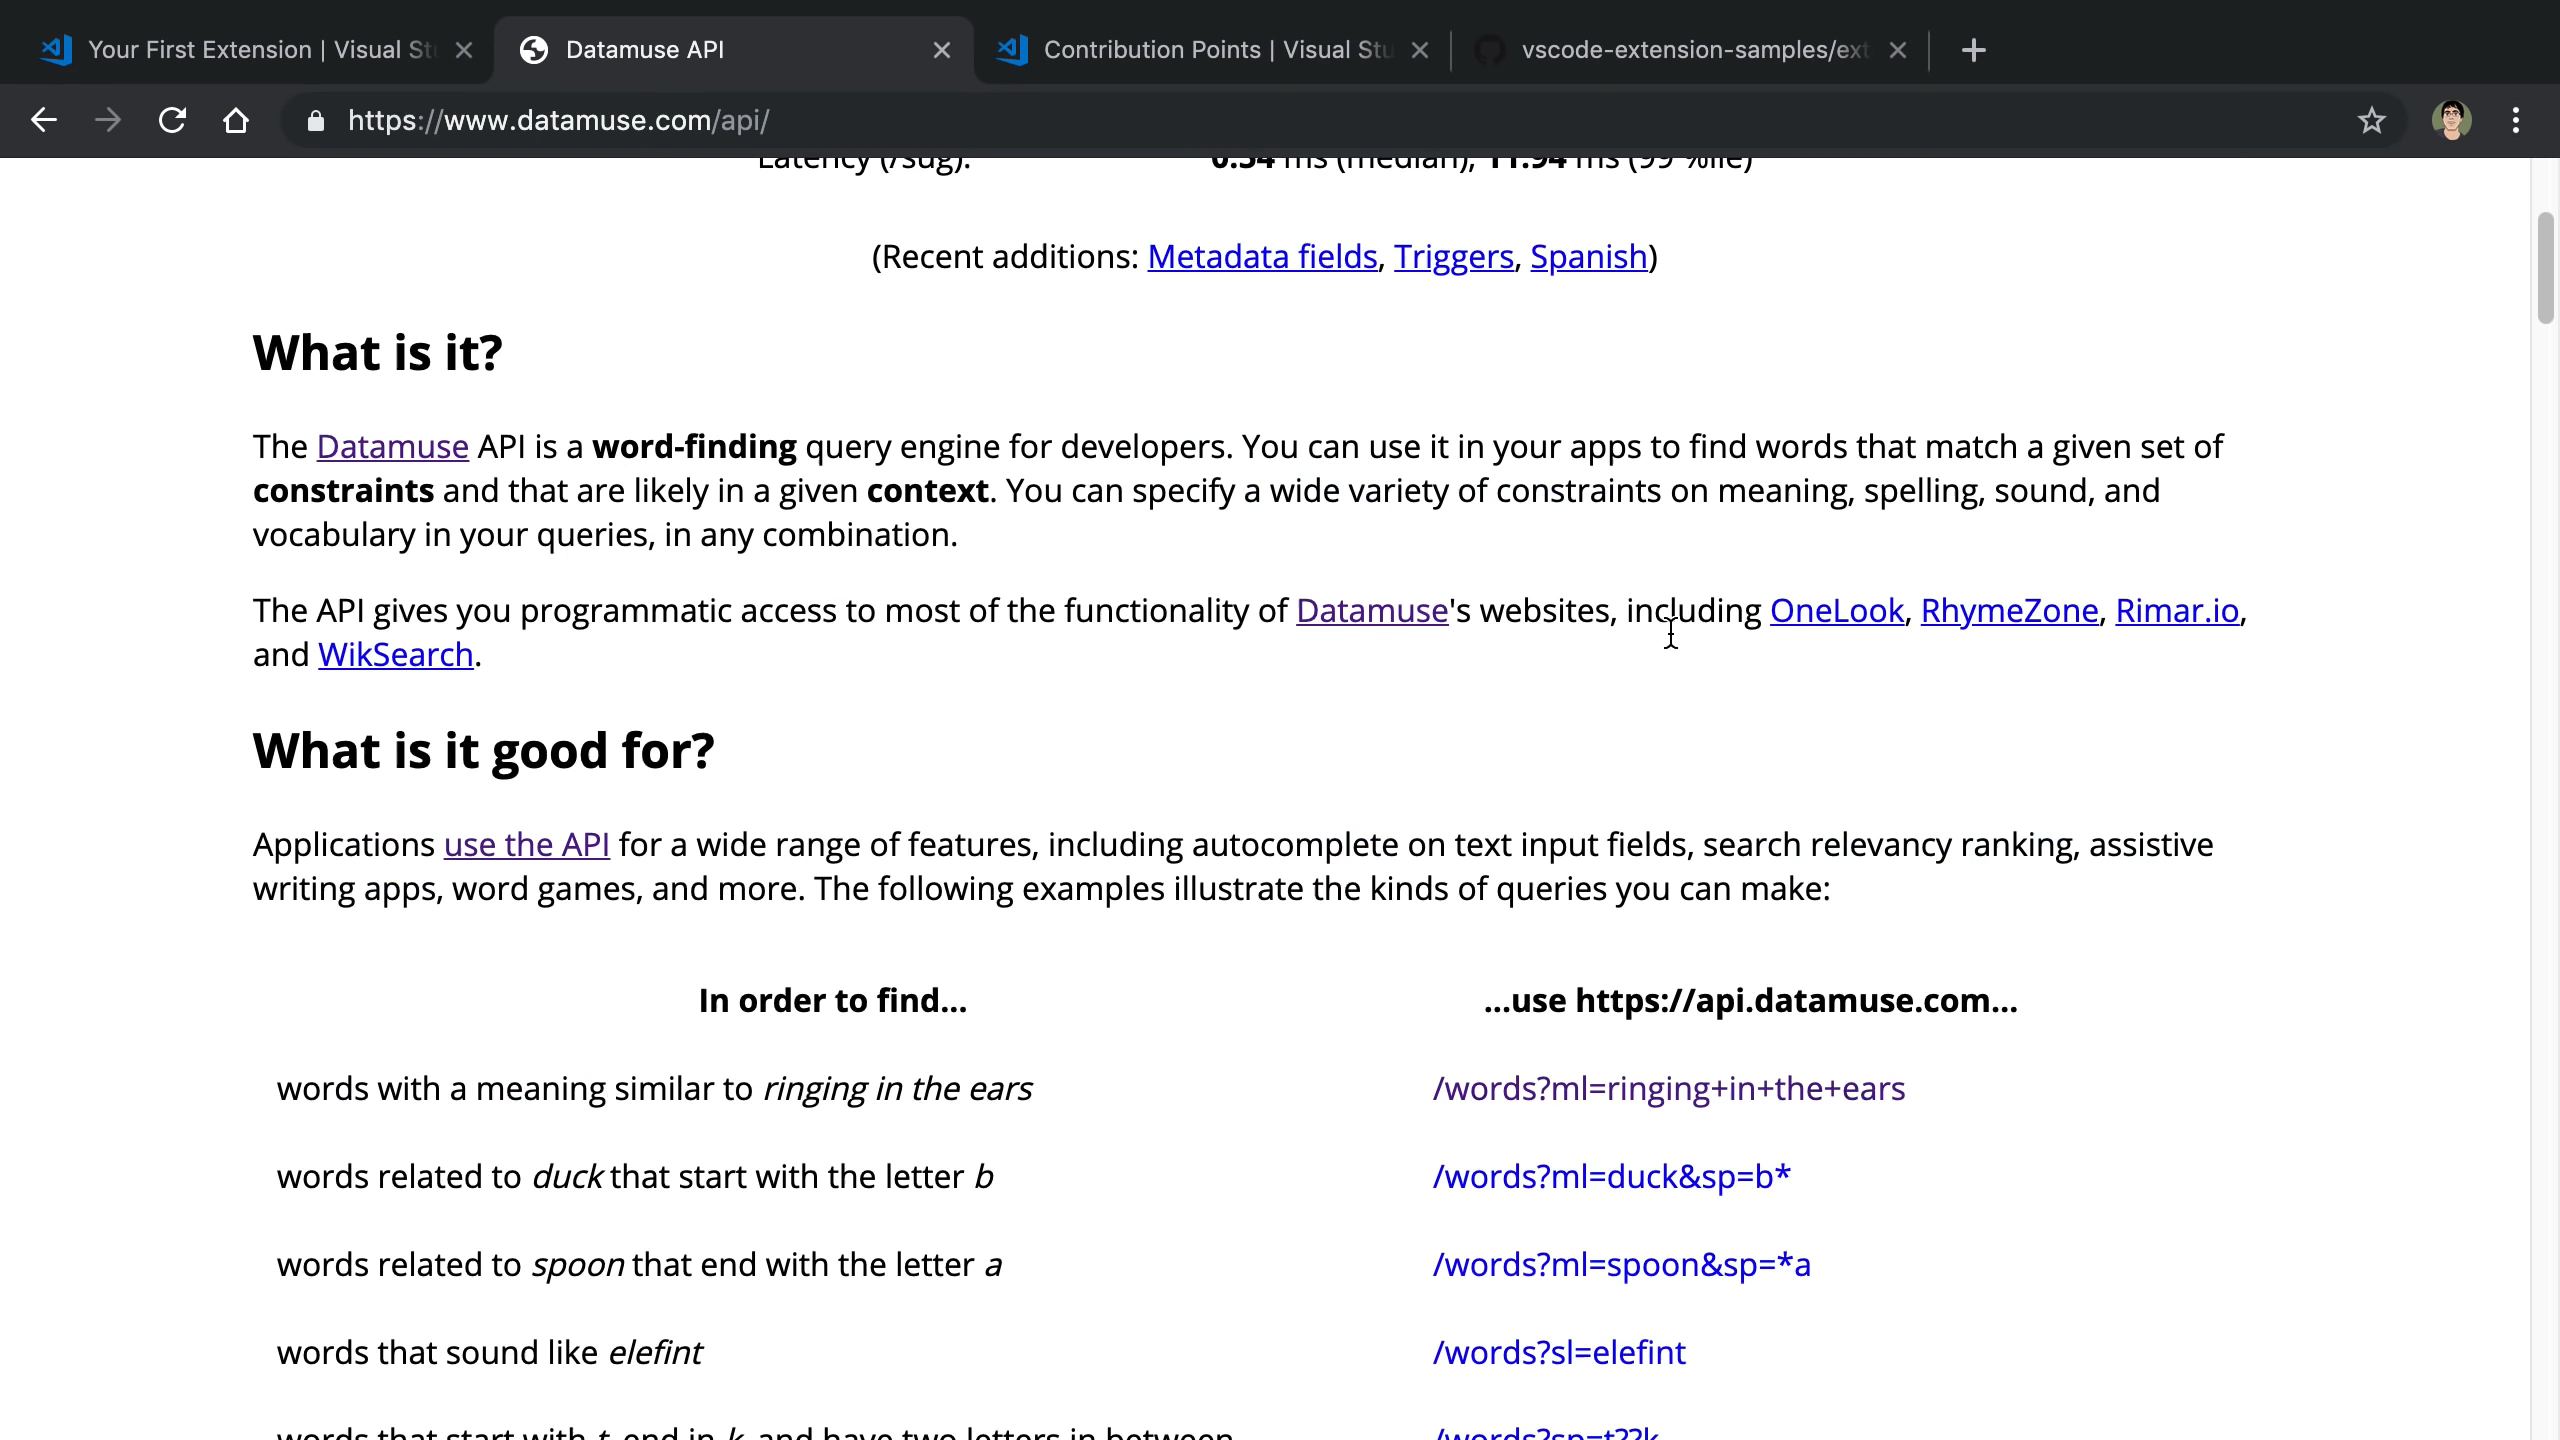 Your First Extension | Visual Stu
Datamuse API
Contribution Points | Visual Stu
vscode-extension-samples/ext
https://www.datamuse.com/api/
Latency (/sug): 0.54 ms (median), 11.94 ms (99 %ile)
(Recent additions: Metadata fields, Triggers, Spanish)
What is it?
The Datamuse API is a word-finding query engine for developers. You can use it in your apps to find words that match a given set of
constraints and that are likely in a given context. You can specify a wide variety of constraints on meaning, spelling, sound, and
vocabulary in your queries, in any combination.
The API gives you programmatic access to most of the functionality of Datamuse's websites, including OneLook, RhymeZone, Rimar.io,
and WikSearch.
What is it good for?
Applications use the API for a wide range of features, including autocomplete on text input fields, search relevancy ranking, assistive
writing apps, word games, and more. The following examples illustrate the kinds of queries you can make:
In order to find... ...use https://api.datamuse.com...
words with a meaning similar to ringing in the ears /words?ml=ringing+in+the+ears
words related to duck that start with the letter b /words?ml=duck&sp=b*
words related to spoon that end with the letter a /words?ml=spoon&sp=*a
words that sound like elefint /words?sl=elefint
words that start with t, end in k, and have two letters in between /words?sp=t??k